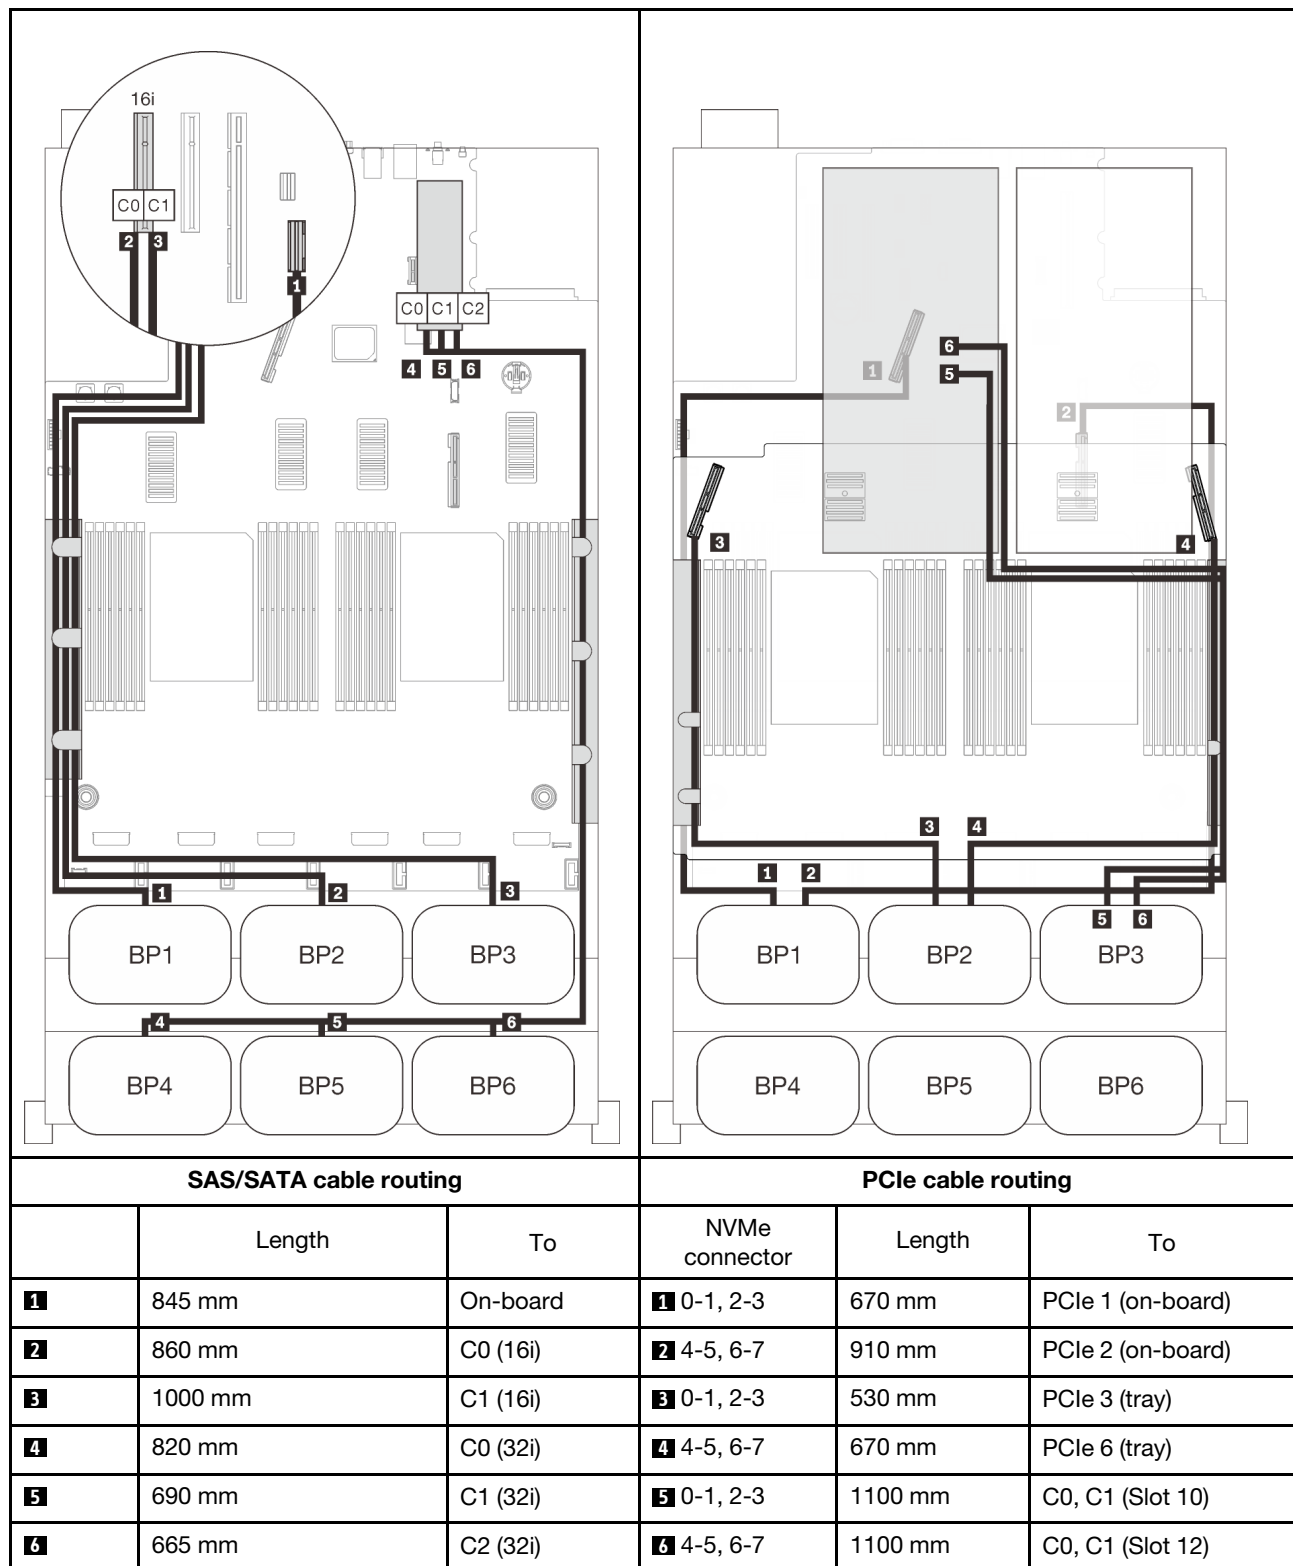 16i
C0 C1
2 3
1
C0 C1 C2
4 5 6
1 2 3
BP1 BP2 BP3
4 5 6
BP4 BP5 BP6
6
1 5
2
3 4
3 4
1 2
5 6
BP1 BP2 BP3
BP4 BP5 BP6
SAS/SATA cable routing PCIe cable routing
Length To NVMe connector Length To
1 845 mm On-board 1 0-1, 2-3 670 mm PCIe 1 (on-board)
2 860 mm C0 (16i) 2 4-5, 6-7 910 mm PCIe 2 (on-board)
3 1000 mm C1 (16i) 3 0-1, 2-3 530 mm PCIe 3 (tray)
4 820 mm C0 (32i) 4 4-5, 6-7 670 mm PCIe 6 (tray)
5 690 mm C1 (32i) 5 0-1, 2-3 1100 mm C0, C1 (Slot 10)
6 665 mm C2 (32i) 6 4-5, 6-7 1100 mm C0, C1 (Slot 12)